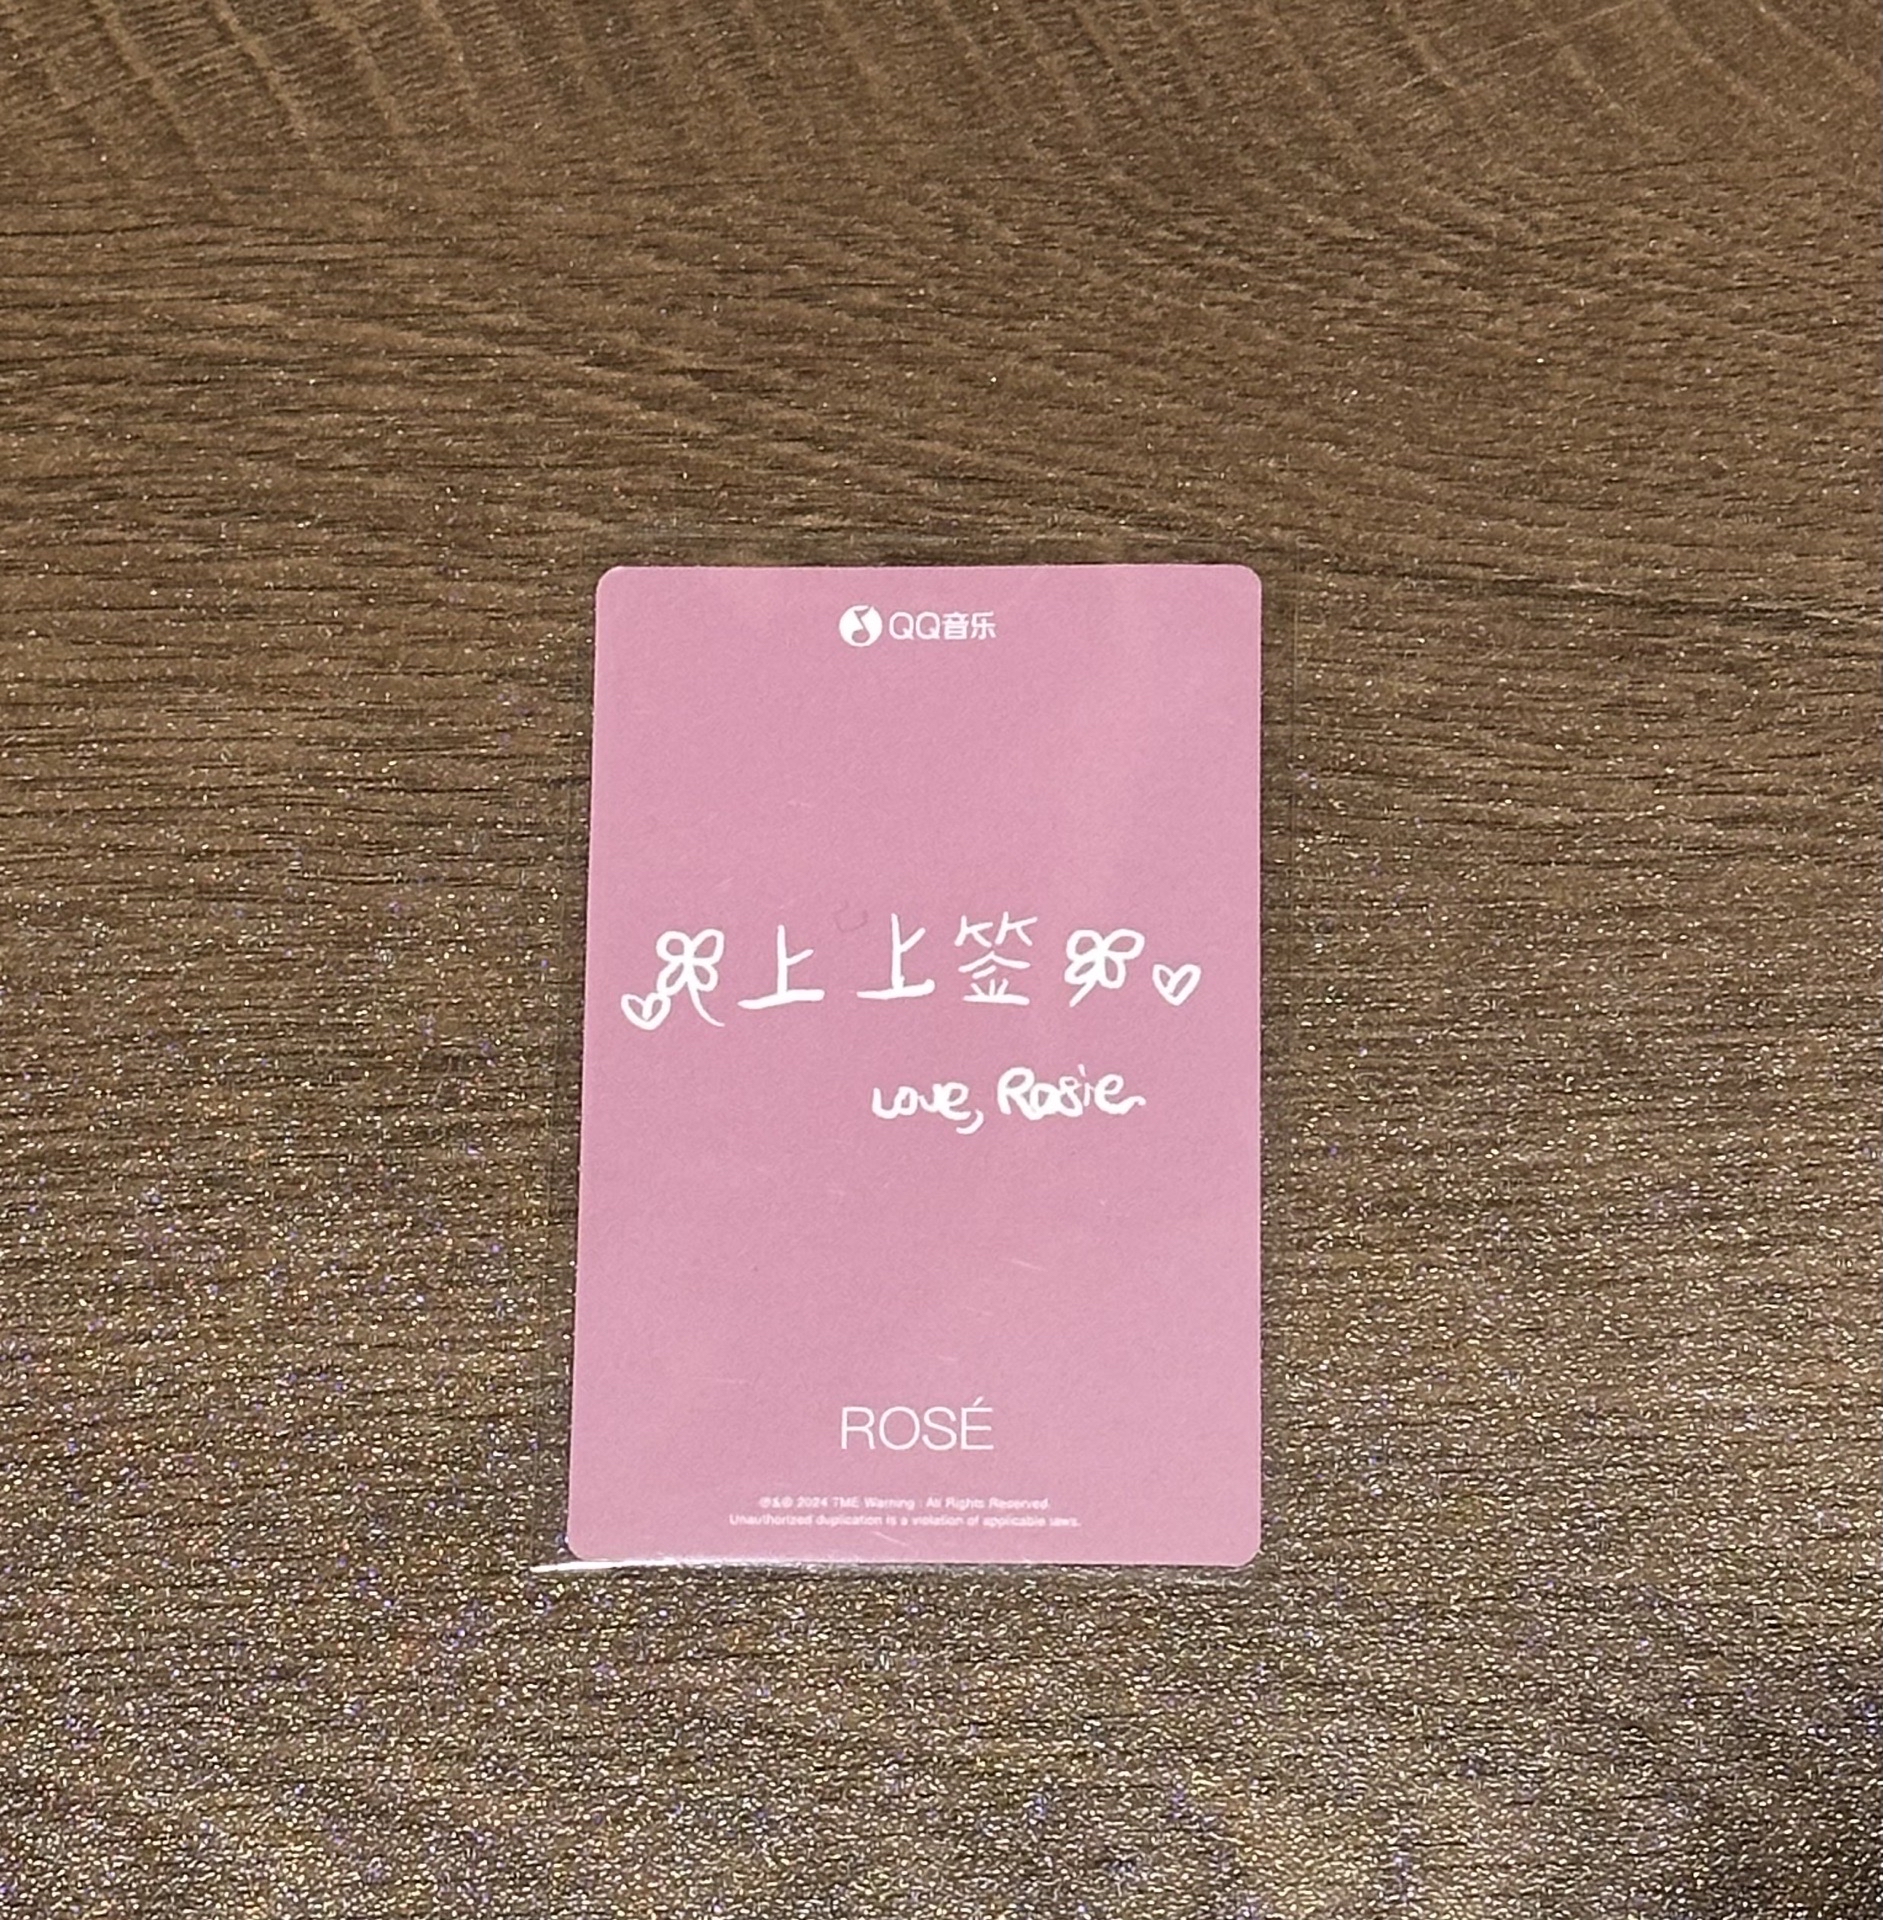 QQ音乐
上上签
Love, Rosie
ROSÉ
℗&© 2024 TME Warning : All Rights Reserved.
Unauthorized duplication is a violation of applicable laws.